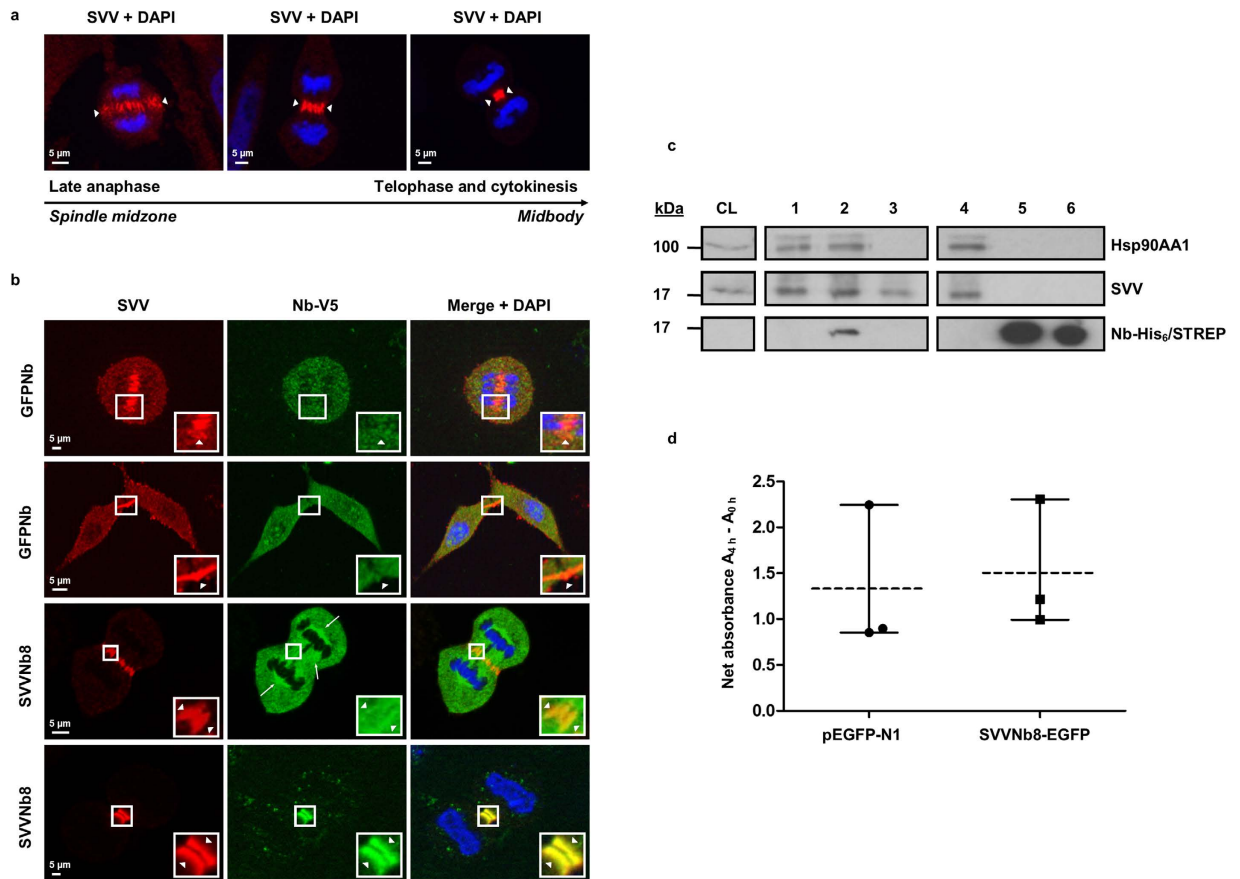 a
SVV + DAPI SVV + DAPI SVV + DAPI
5 µm 5 µm 5 µm
Late anaphase Telophase and cytokinesis
Spindle midzone Midbody
b
SVV Nb-V5 Merge + DAPI
GFPNb
5 µm
GFPNb
5 µm
SVVNb8
5 µm
SVVNb8
5 µm
c
kDa CL 1 2 3 4 5 6
100 Hsp90AA1
17 SVV
17 Nb-His₆/STREP
d
Net absorbance A₄ₕ - A₀ₕ
2.5
2.0
1.5
1.0
0.5
0.0
pEGFP-N1 SVVNb8-EGFP